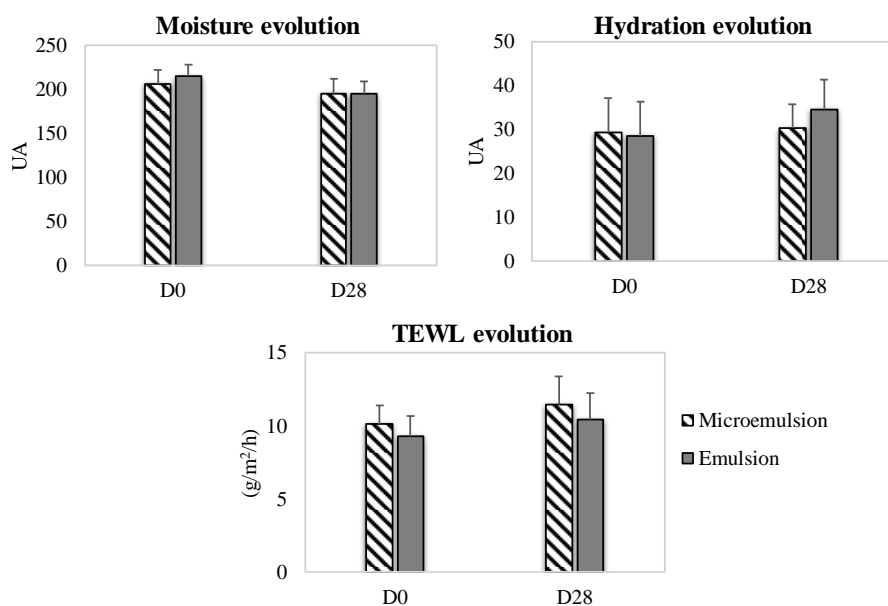 Moisture evolution
250
200
150
100
50
0
UA
D0 D28
Hydration evolution
50
40
30
20
10
0
UA
D0 D28
TEWL evolution
15
10
5
0
(g/m²/h)
D0 D28
Microemulsion
Emulsion